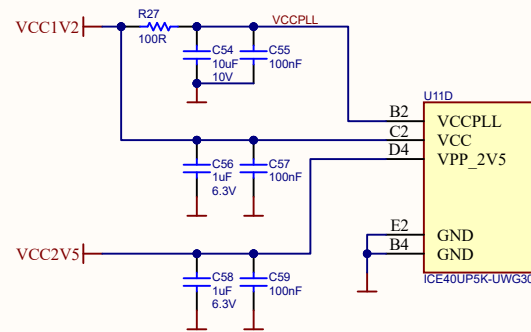 R27
VCC1V2
100R
VCCPLL
C54
10uF
10V
C55
100nF
U11D
B2
VCCPLL
C2
VCC
D4
VPP_2V5
C56
1uF
6.3V
C57
100nF
E2
GND
B4
GND
VCC2V5
C58
1uF
6.3V
C59
100nF
ICE40UP5K-UWG30